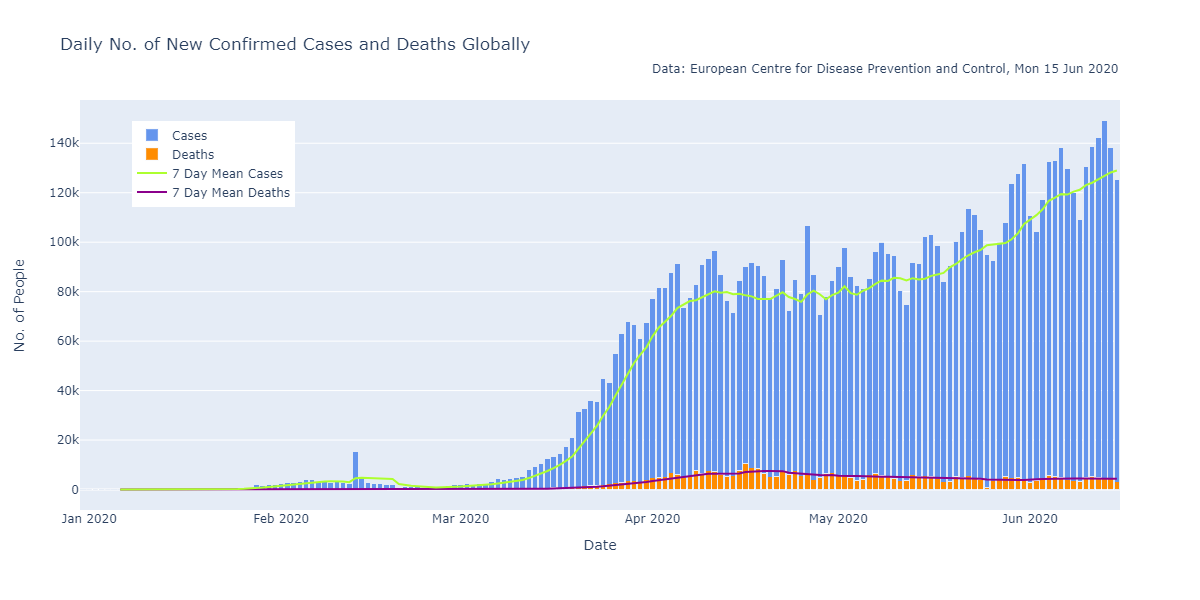 Daily No. of New Confirmed Cases and Deaths Globally
Data: European Centre for Disease Prevention and Control, Mon 15 Jun 2020
Cases
Deaths
7 Day Mean Cases
7 Day Mean Deaths
140k
120k
100k
80k
60k
40k
20k
0
No. of People
Jan 2020 Feb 2020 Mar 2020 Apr 2020 May 2020 Jun 2020
Date